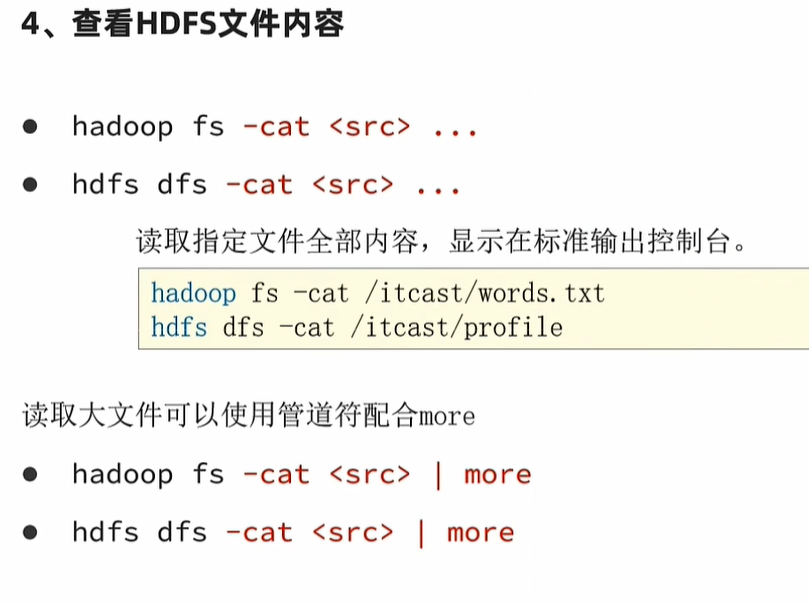 4、查看HDFS文件内容
● hadoop fs -cat <src> ...
● hdfs dfs -cat <src> ...
读取指定文件全部内容，显示在标准输出控制台。
hadoop fs -cat /itcast/words.txt
hdfs dfs -cat /itcast/profile
读取大文件可以使用管道符配合more
● hadoop fs -cat <src> | more
● hdfs dfs -cat <src> | more